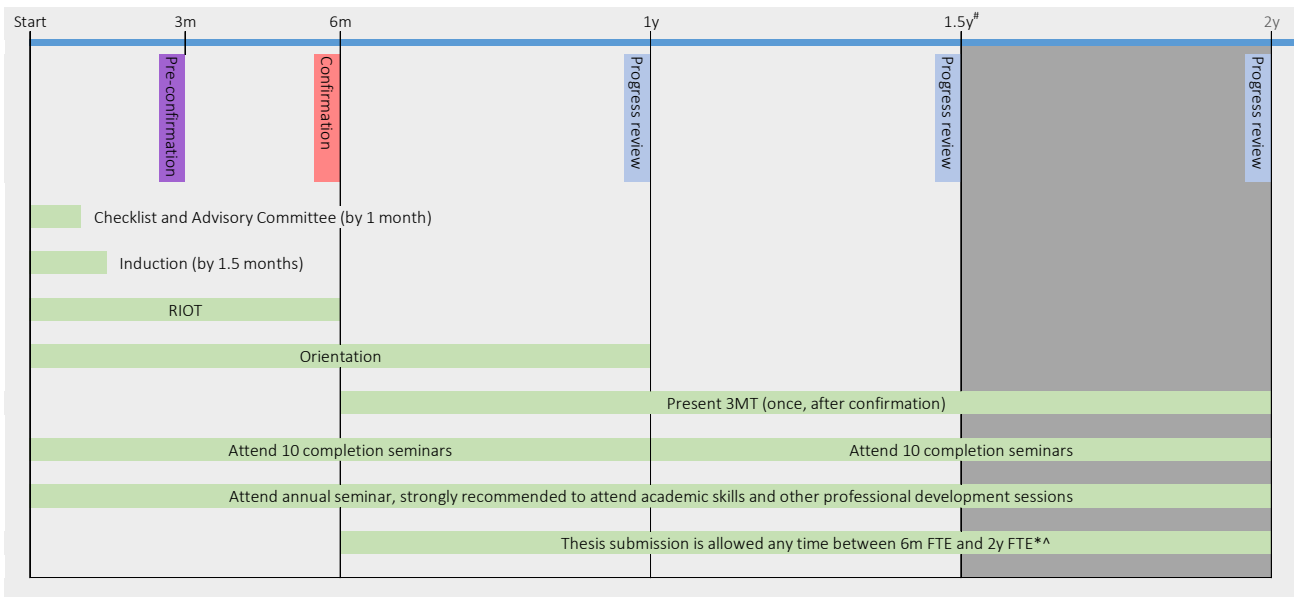 Start
3m
6m
1y
1.5y#
2y
Pre-confirmation
Confirmation
Progress review
Progress review
Progress review
Checklist and Advisory Committee (by 1 month)
Induction (by 1.5 months)
RIOT
Orientation
Present 3MT (once, after confirmation)
Attend 10 completion seminars
Attend 10 completion seminars
Attend annual seminar, strongly recommended to attend academic skills and other professional development sessions
Thesis submission is allowed any time between 6m FTE and 2y FTE*^